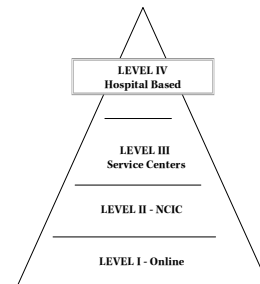 LEVEL IV
Hospital Based
LEVEL III
Service Centers
LEVEL II - NCIC
LEVEL I - Online